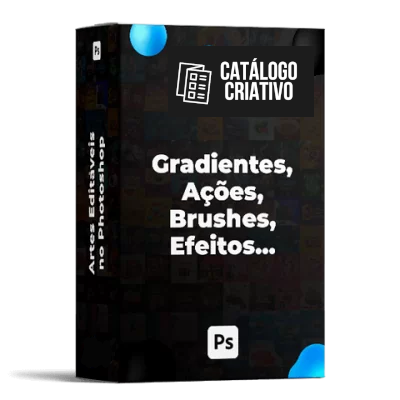 Ps
Artes Editáveis
no Photoshop
CATÁLOGO
CRIATIVO
Gradientes,
Ações,
Brushes,
Efeitos...
Ps